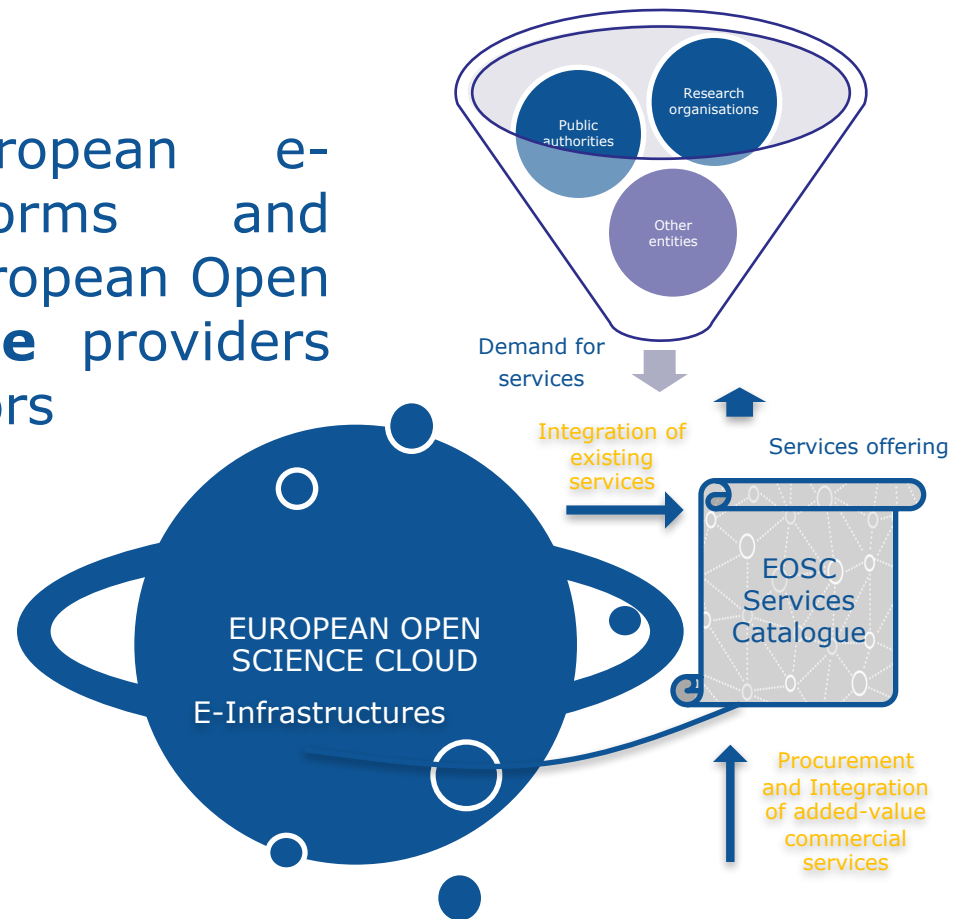 Research
organisations
Public
authorities
Other
entities
ropean e-
orms and
ropean Open
e providers
ors
Demand for
services
Integration of
existing
services
Services offering
EOSC
Services
Catalogue
EUROPEAN OPEN
SCIENCE CLOUD
E-Infrastructures
Procurement
and Integration
of added-value
commercial
services